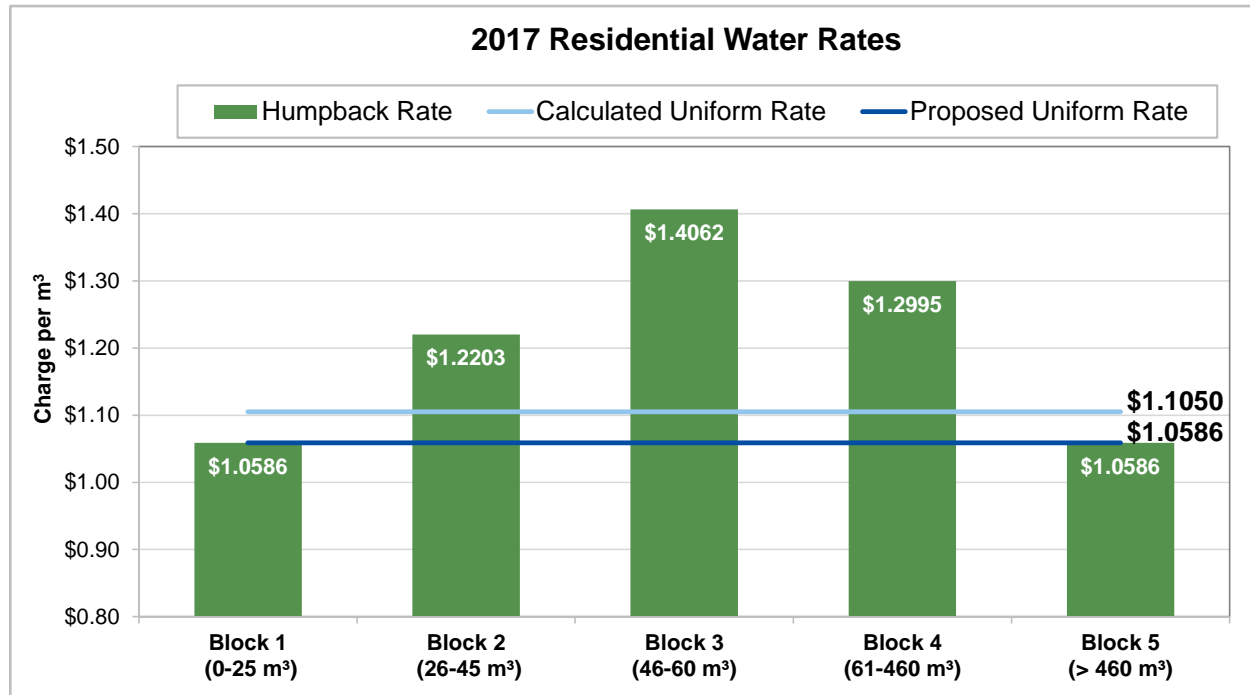 2017 Residential Water Rates
Humpback Rate Calculated Uniform Rate Proposed Uniform Rate
Charge per m³
$1.50
$1.40
$1.30
$1.20
$1.10
$1.00
$0.90
$0.80
$1.0586
$1.2203
$1.4062
$1.2995
$1.0586
$1.1050
$1.0586
Block 1
(0-25 m³)
Block 2
(26-45 m³)
Block 3
(46-60 m³)
Block 4
(61-460 m³)
Block 5
(> 460 m³)